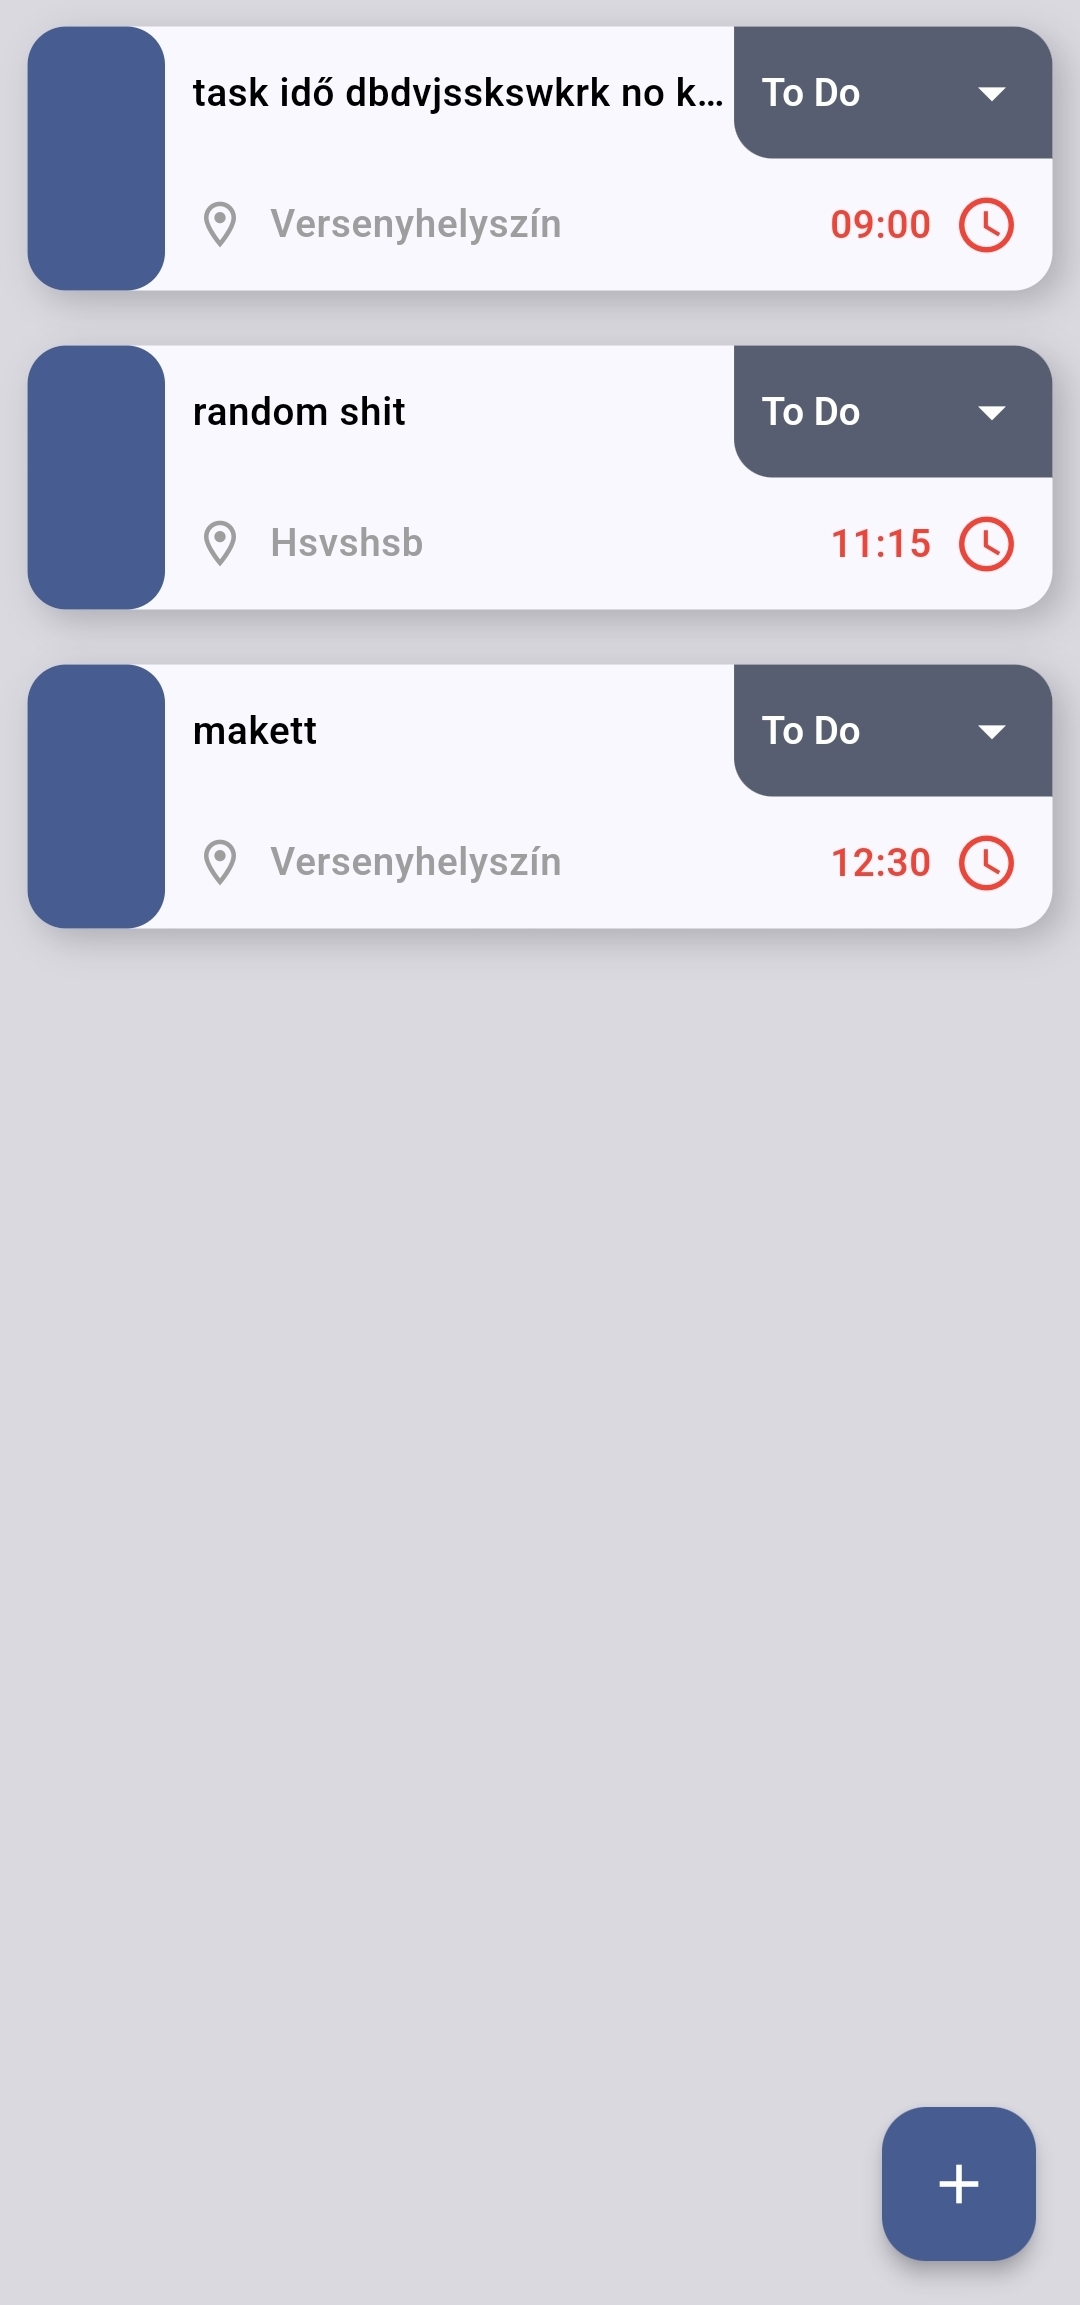 task idő dbdvjsskswkrk no k...
To Do
Versenyhelyszín
09:00
random shit
To Do
Hsvshsb
11:15
makett
To Do
Versenyhelyszín
12:30